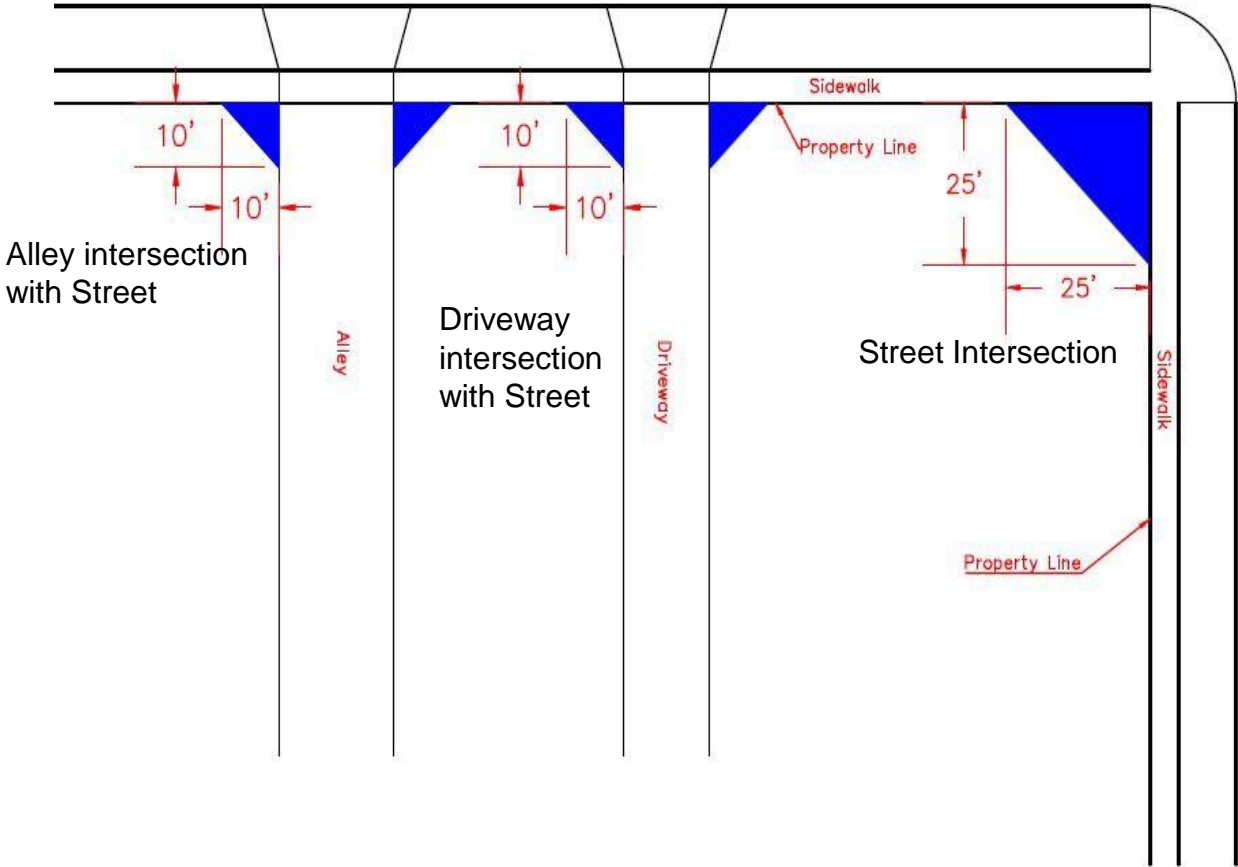 Sidewalk
10'
10'
Property Line
25'
10'
10'
Alley intersection
with Street
25'
Driveway
intersection
with Street
Alley
Driveway
Street Intersection
Sidewalk
Property Line